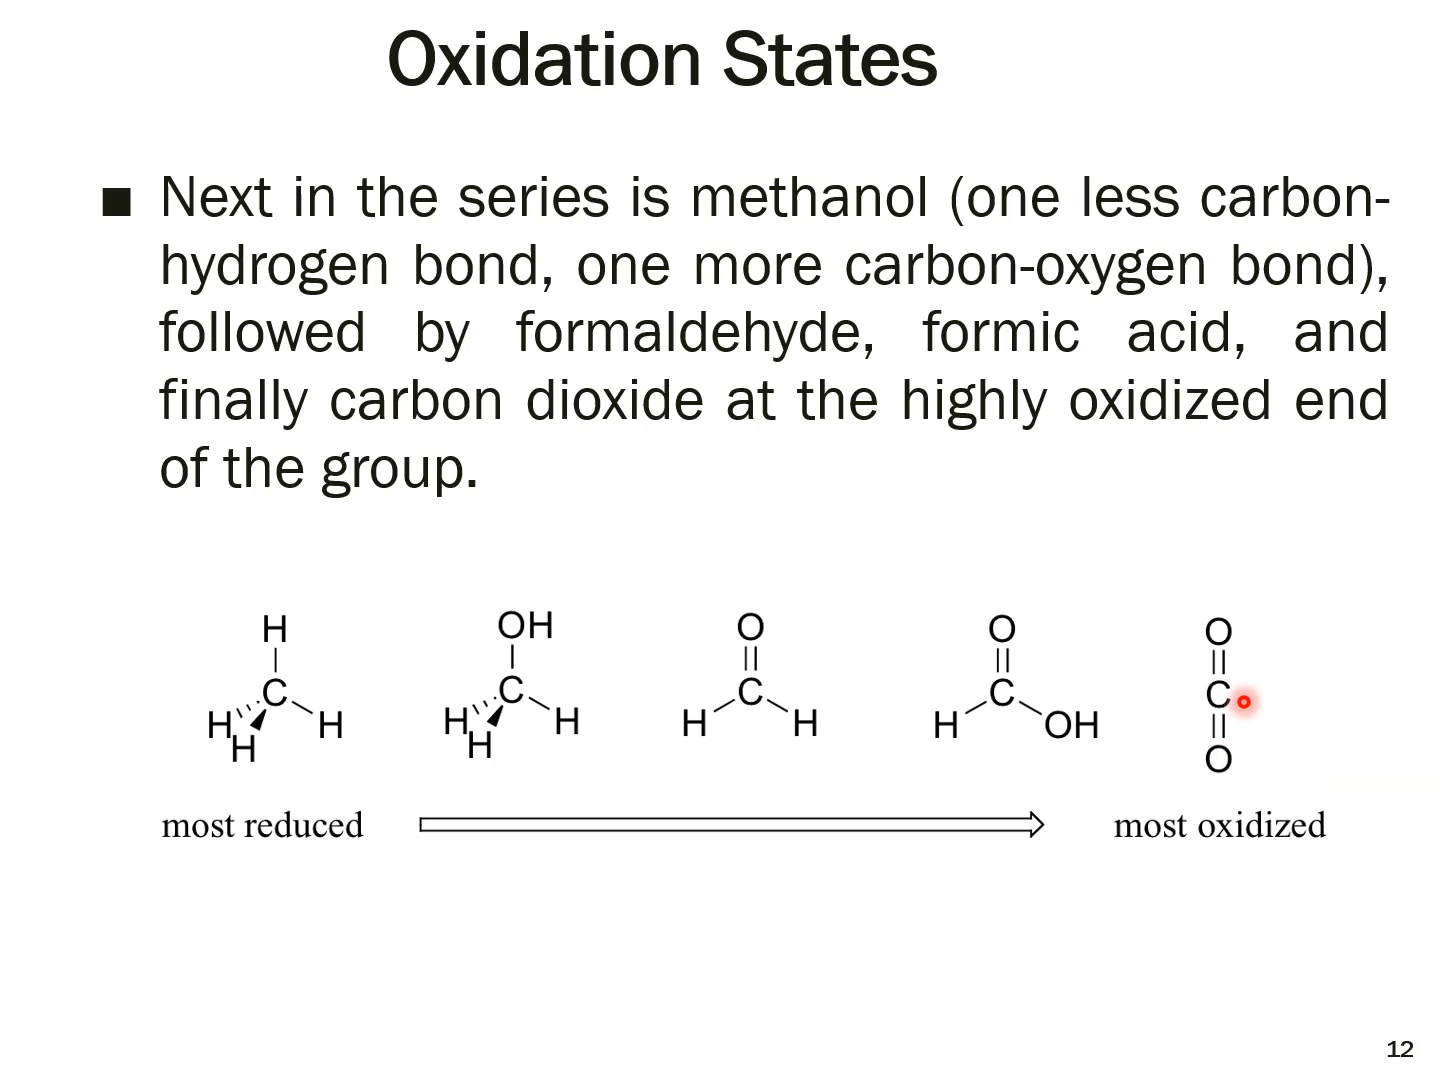 Oxidation States
■ Next in the series is methanol (one less carbon-
hydrogen bond, one more carbon-oxygen bond),
followed by formaldehyde, formic acid, and
finally carbon dioxide at the highly oxidized end
of the group.
H OH O O O
C C C C C
H H H H H H H H H H OH O
most reduced most oxidized
12